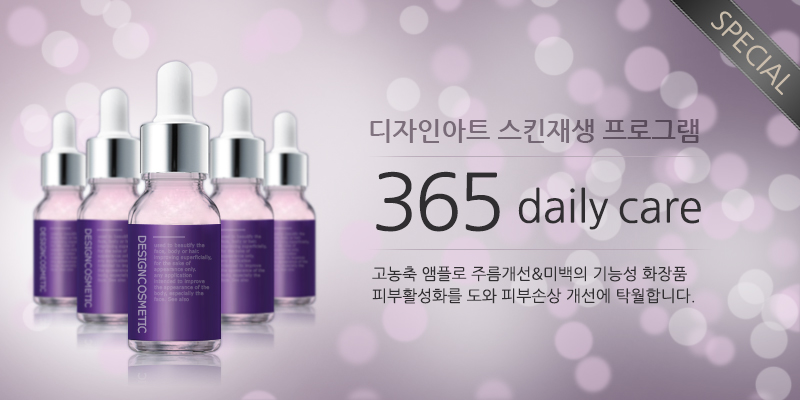 SPECIAL
디자인아트 스킨재생 프로그램
365 daily care
고농축 앰플로 주름개선&미백의 기능성 화장품
피부활성화를 도와 피부손상 개선에 탁월합니다.
DESIGNCOSMETIC
DESIGNCOSMETIC
DESIGNCOSMETIC